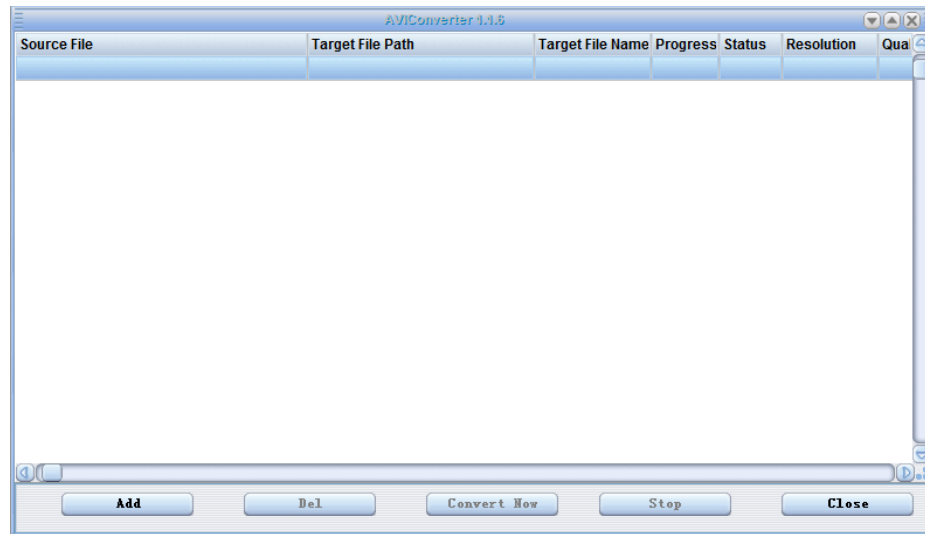 AVIConverter 1.1.6
Source File Target File Path Target File Name Progress Status Resolution Qual
Add Del Convert Now Stop Close